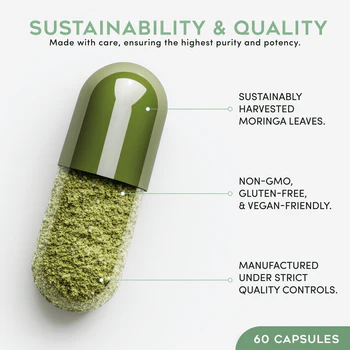 SUSTAINABILITY & QUALITY
Made with care, ensuring the highest purity and potency.
SUSTAINABLY
HARVESTED
MORINGA LEAVES.
NON-GMO,
GLUTEN-FREE,
& VEGAN-FRIENDLY.
MANUFACTURED
UNDER STRICT
QUALITY CONTROLS.
60 CAPSULES